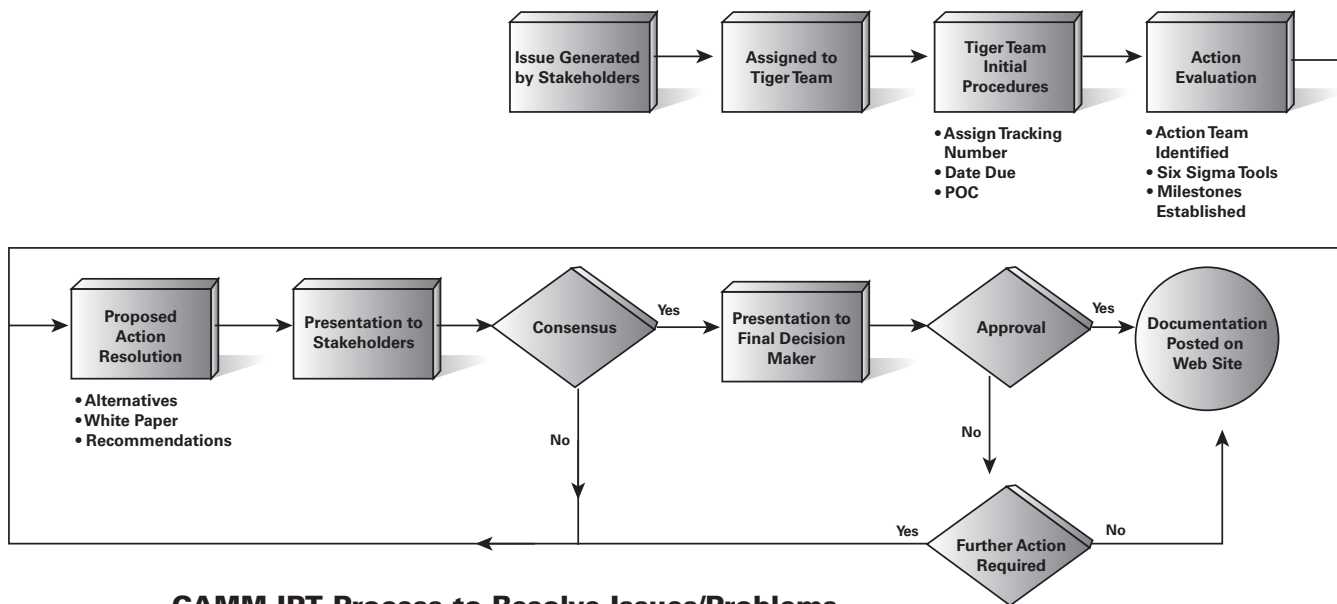 Issue Generated
by Stakeholders
Assigned to
Tiger Team
Tiger Team
Initial
Procedures
Action
Evaluation
• Assign Tracking
Number
• Date Due
• POC
• Action Team
Identified
• Six Sigma Tools
• Milestones
Established
Proposed
Action
Resolution
Presentation to
Stakeholders
Consensus
Yes
Presentation to
Final Decision
Maker
Approval
Yes
Documentation
Posted on
Web Site
• Alternatives
• White Paper
• Recommendations
No
No
Yes
Further Action
Required
No
CAMM IPT Process to Resolve Issues/Problems